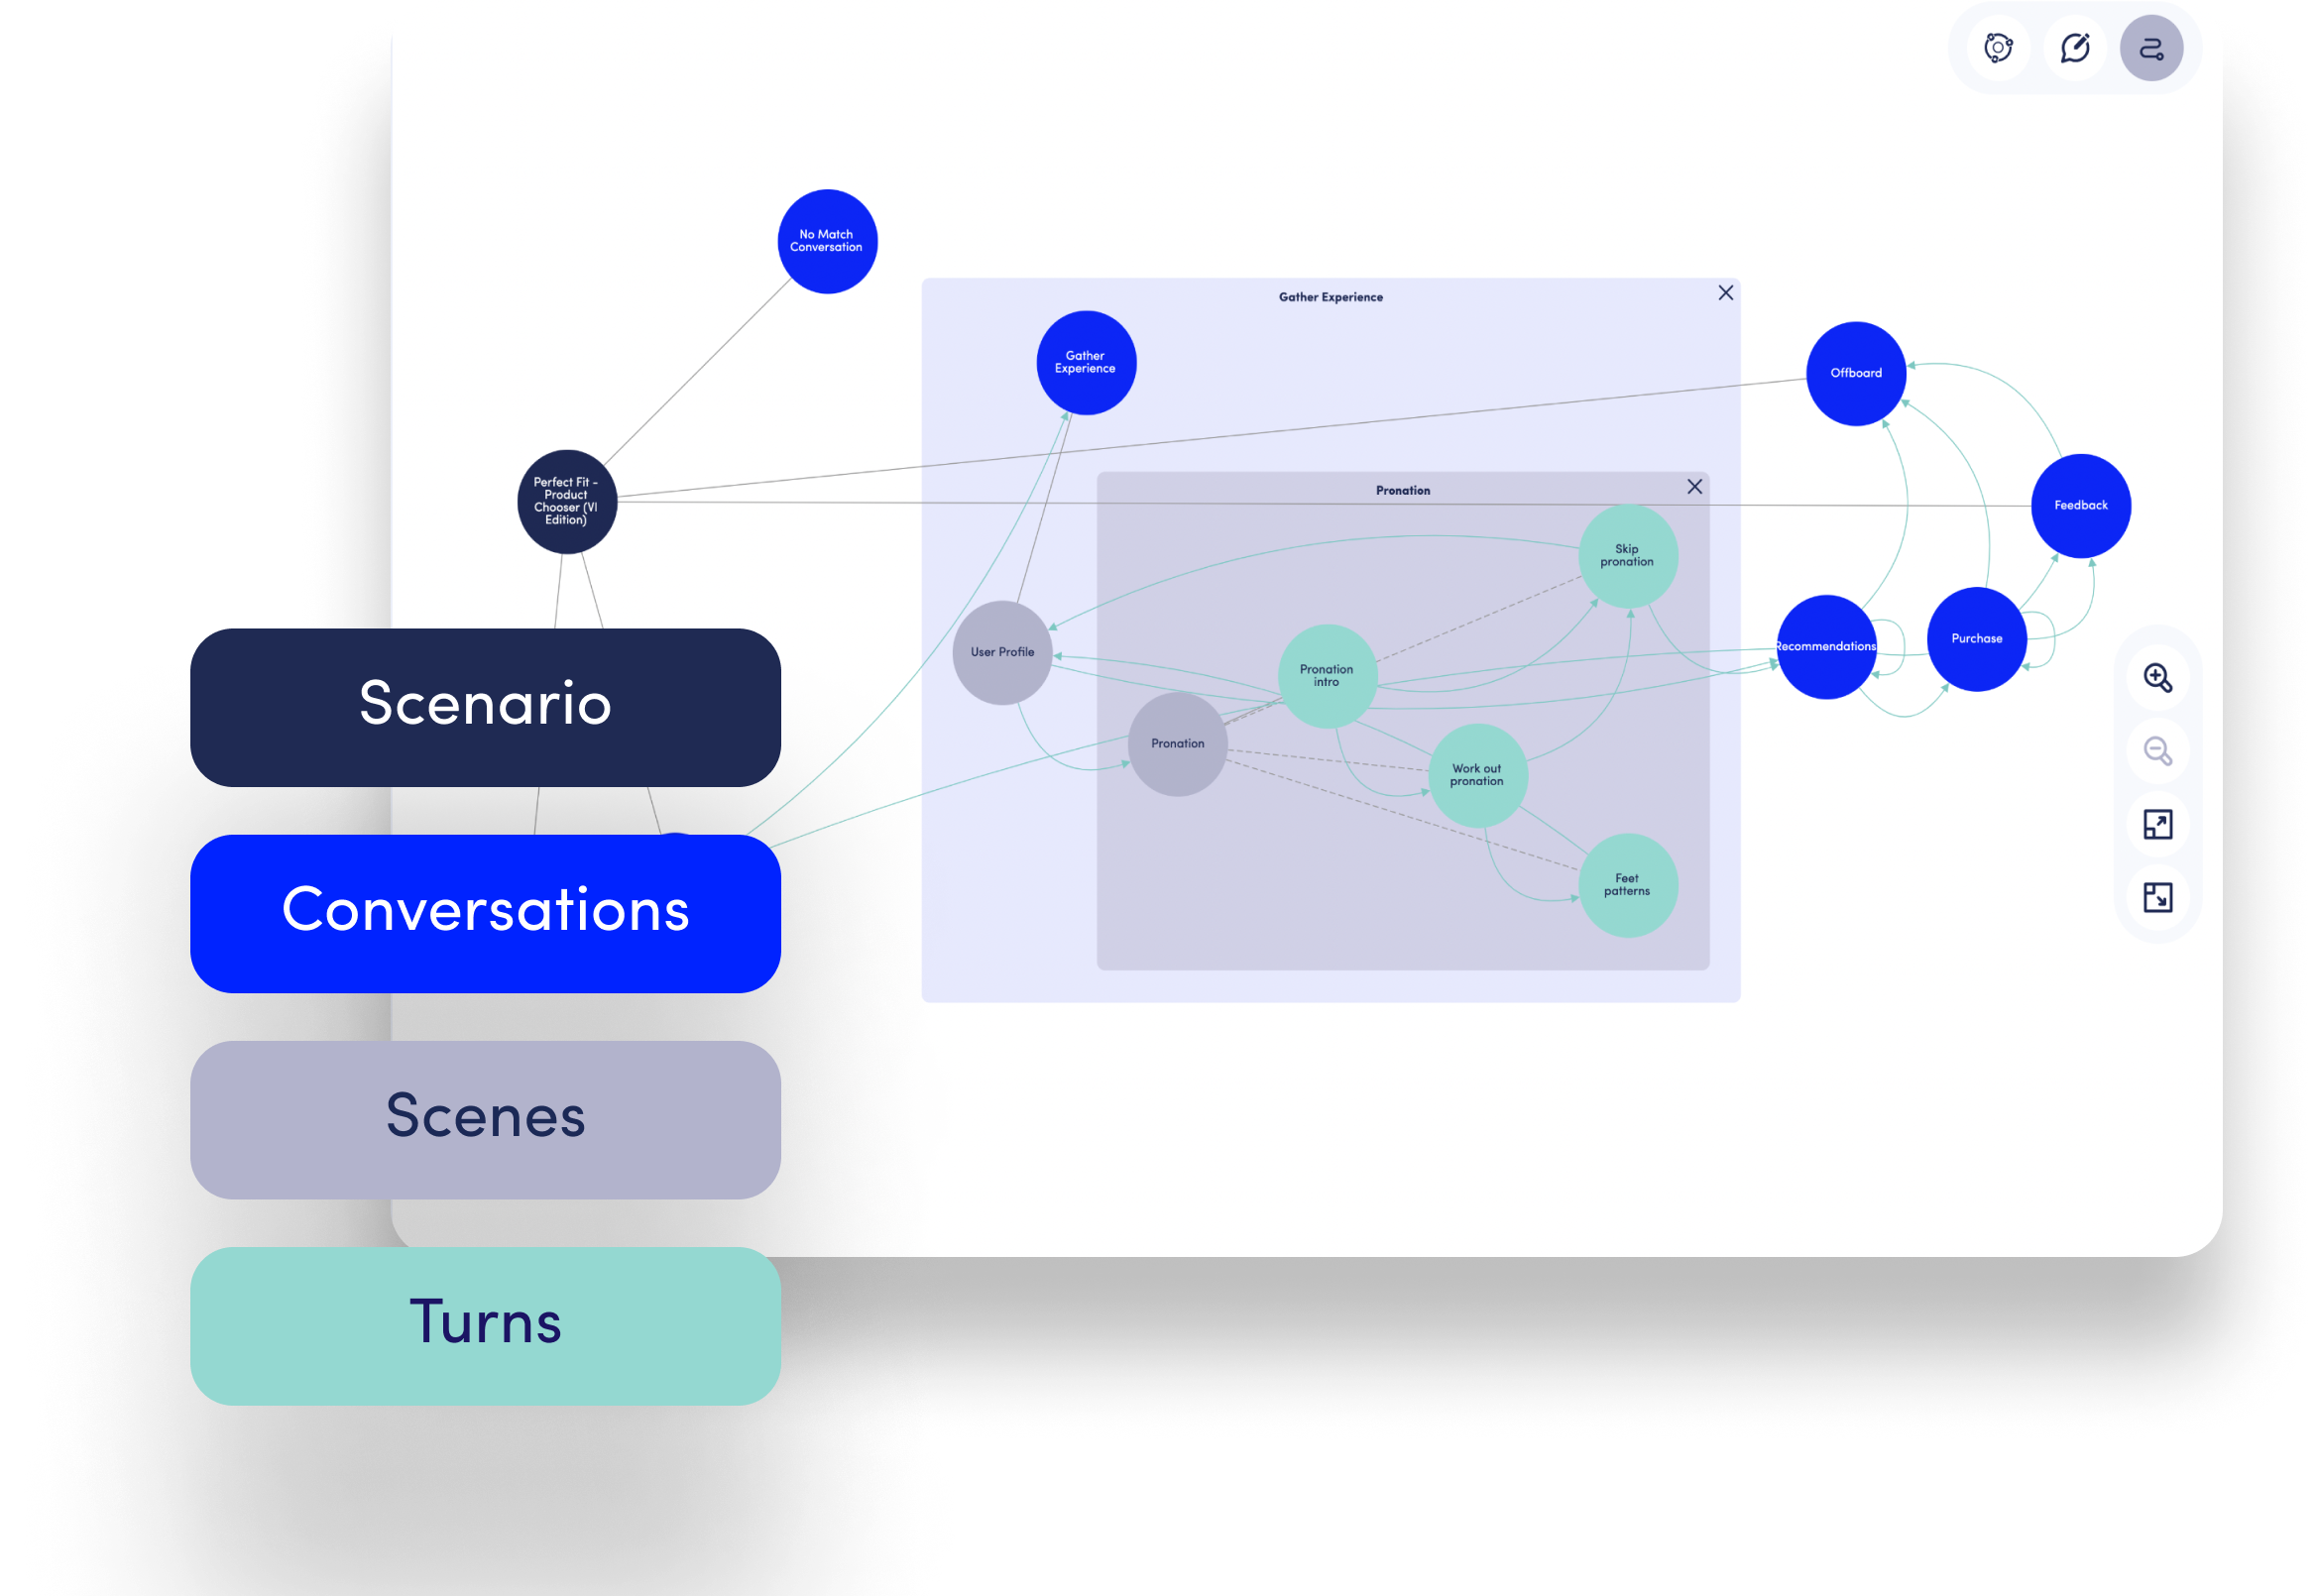 No Match
Conversation
Gather Experience
Gather
Experience
Offboard
Perfect Fit -
Product
Chooser (VI
Edition)
Pronation
Feedback
Skip
pronation
User Profile
Pronation
intro
Recommendations
Purchase
Pronation
Work out
pronation
Feet
patterns
Scenario
Conversations
Scenes
Turns